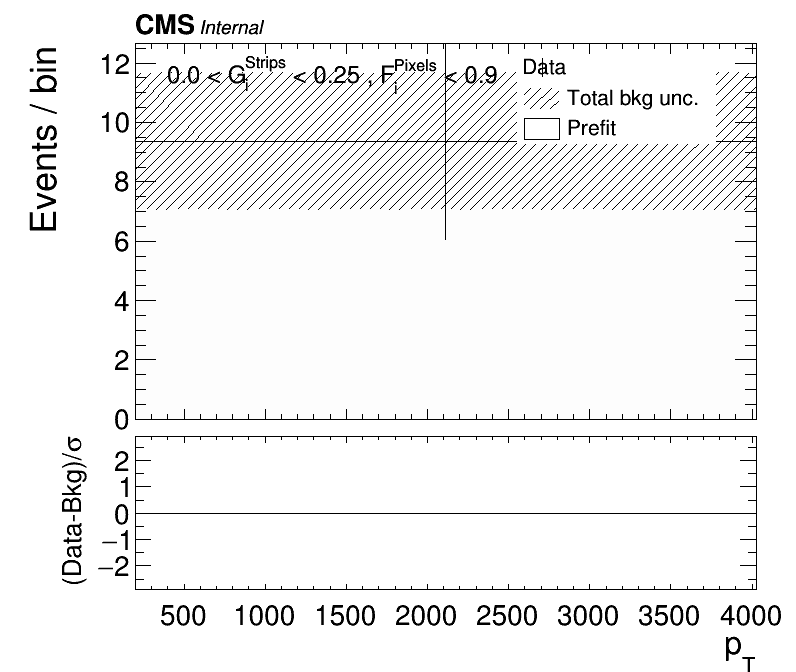 CMS Internal
Events / bin
12
10
8
6
4
2
0
0.0 < G_i^Strips < 0.25 , F_i^Pixels < 0.9
Data
Total bkg unc.
Prefit
(Data-Bkg)/σ
2
1
0
−1
−2
500 1000 1500 2000 2500 3000 3500 4000
p_T